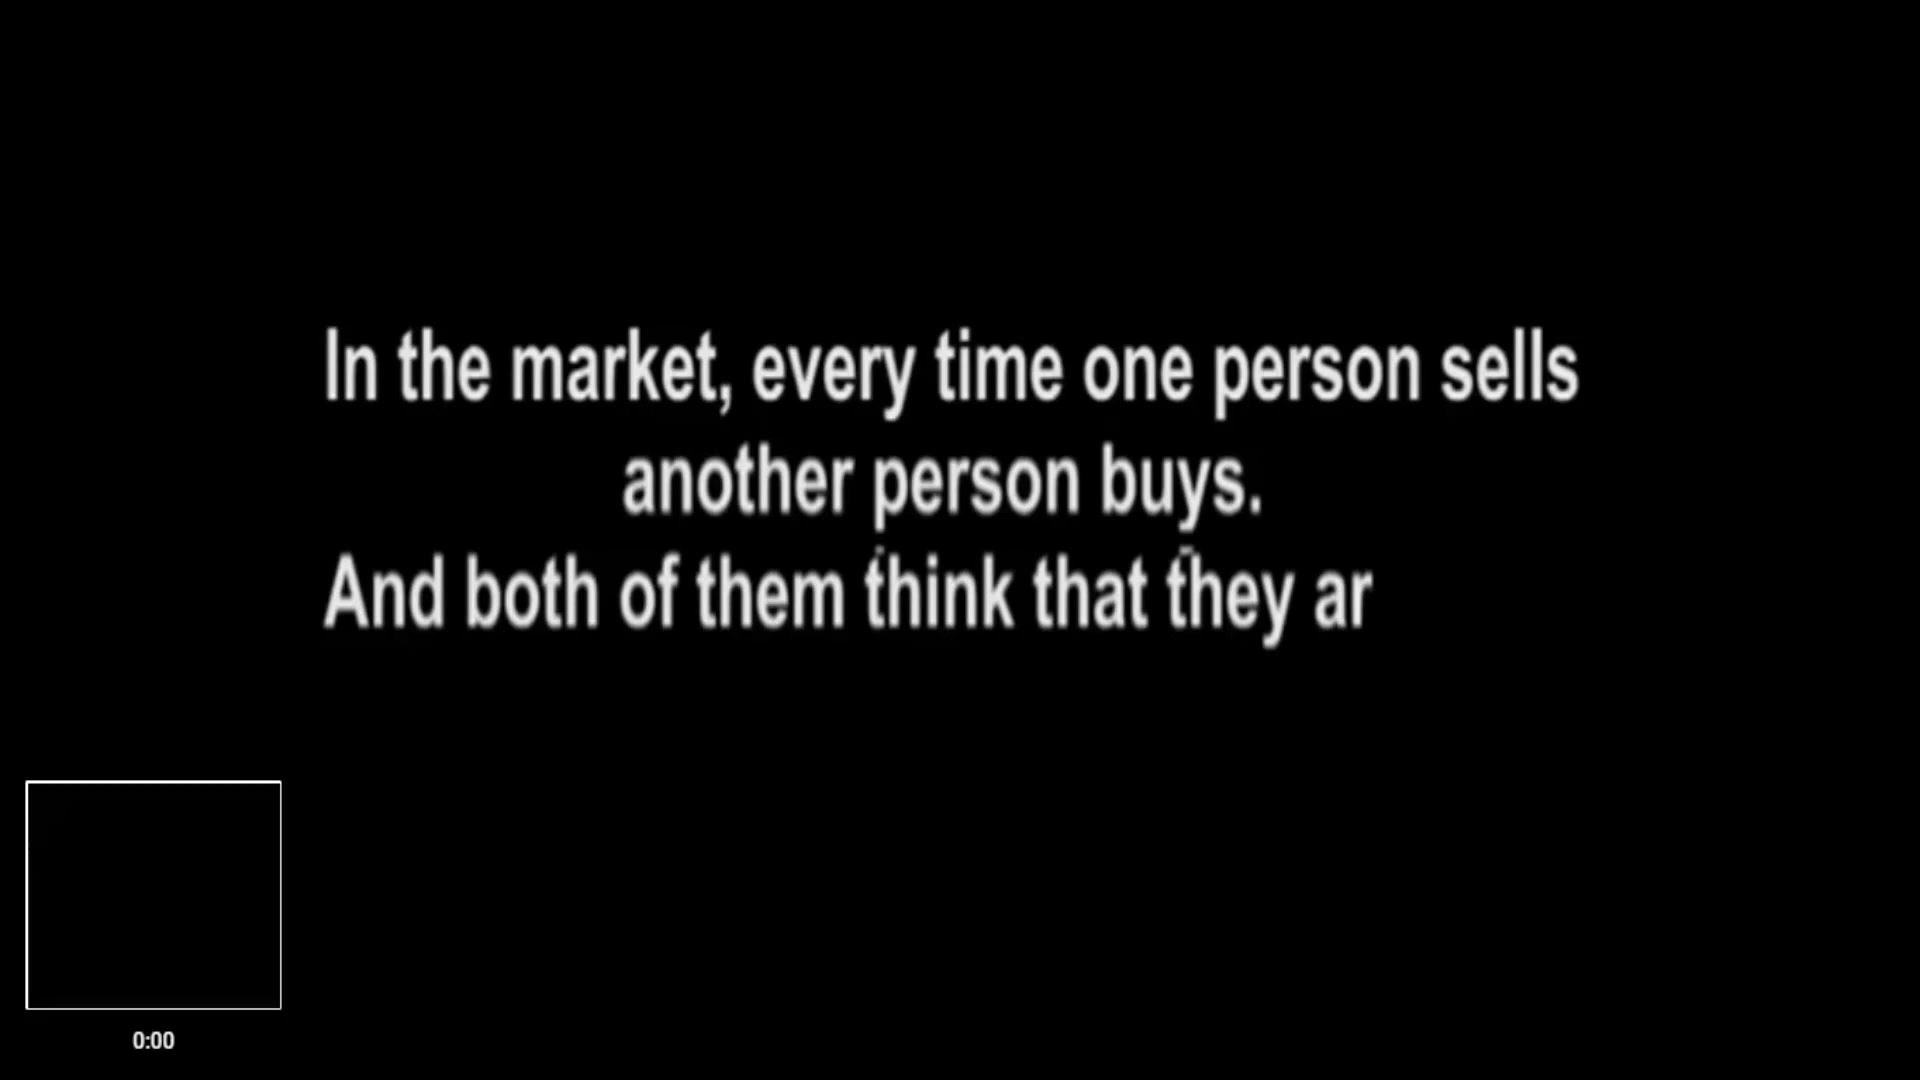 In the market, every time one person sells
another person buys.
And both of them think that they ar
0:00